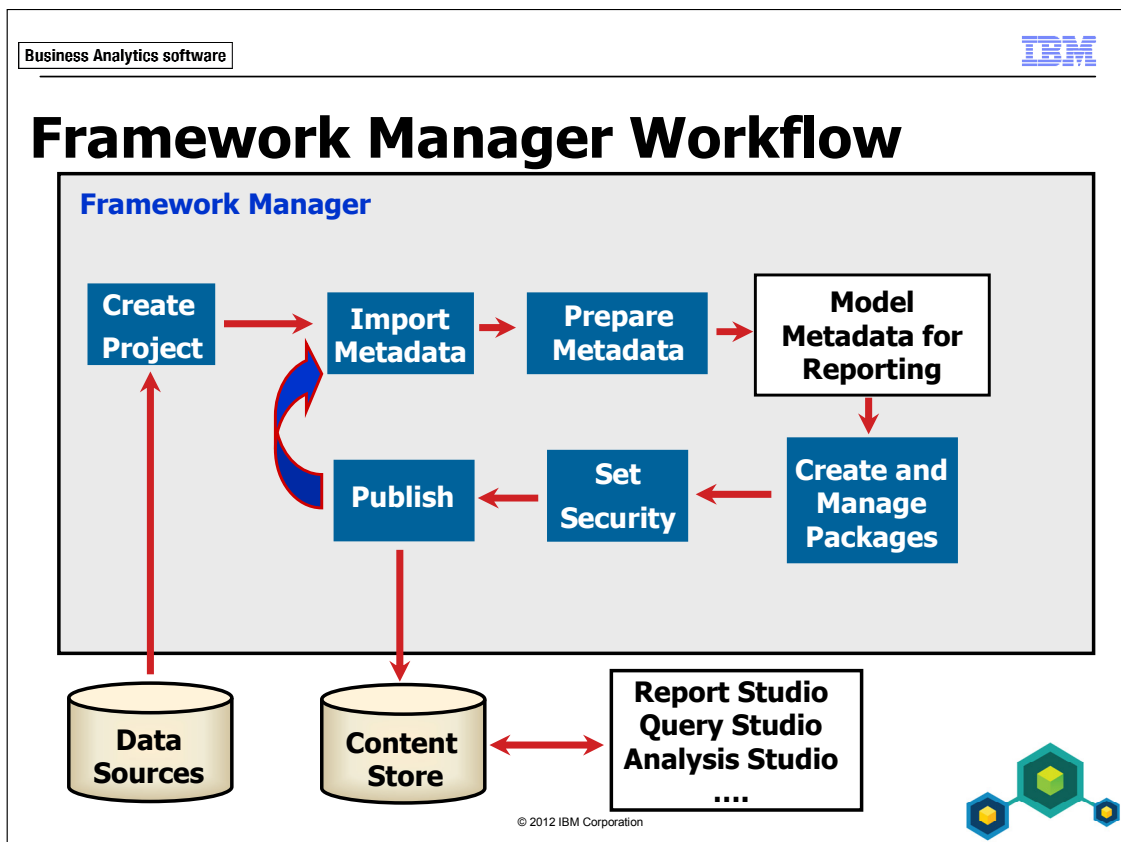 Business Analytics software
IBM
Framework Manager Workflow
Framework Manager
Create
Project
Import
Metadata
Prepare
Metadata
Model
Metadata for
Reporting
Publish
Set
Security
Create and
Manage
Packages
Data
Sources
Content
Store
Report Studio
Query Studio
Analysis Studio
....
© 2012 IBM Corporation